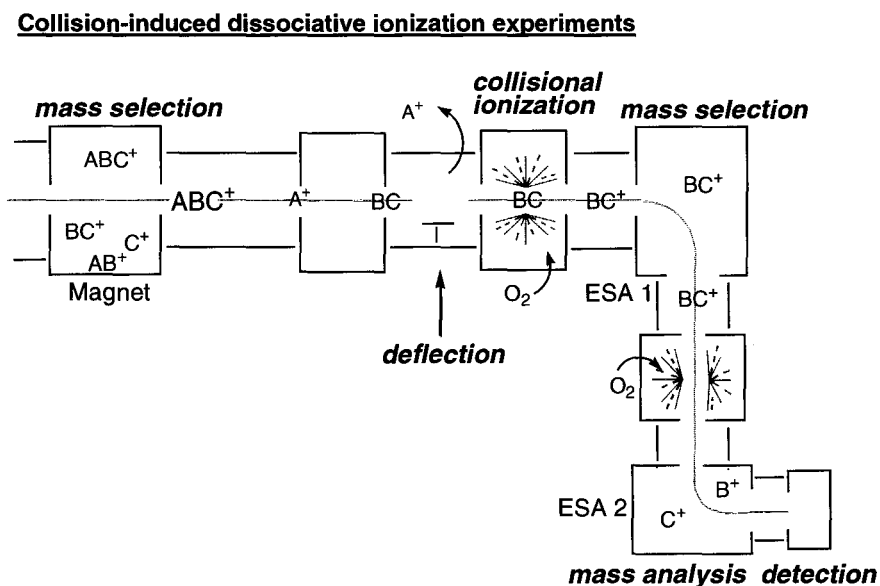 Collision-induced dissociative ionization experiments
mass selection
A⁺
collisional
ionization
mass selection
ABC⁺
BC⁺
ABC⁺
A⁺
BC
BC
BC⁺
BC⁺
C⁺
AB⁺
Magnet
O₂
ESA 1
BC⁺
deflection
O₂
B⁺
ESA 2
C⁺
mass analysis detection